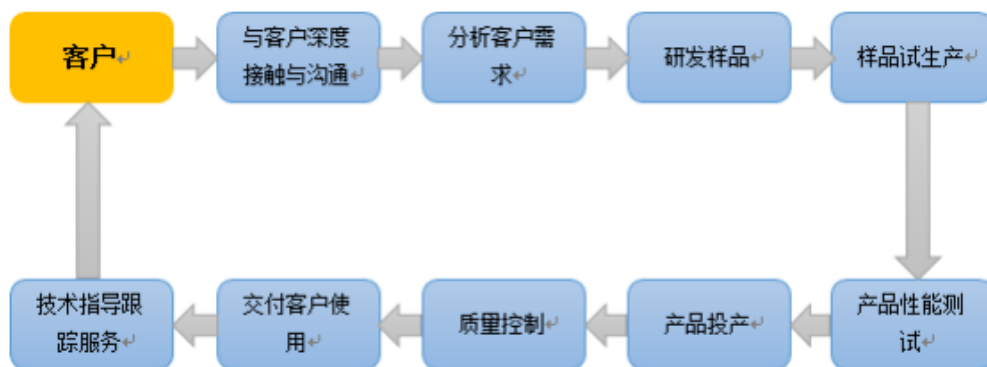 客户
与客户深度
接触与沟通
分析客户需
求
研发样品
样品试生产
技术指导跟
踪服务
交付客户使
用
质量控制
产品投产
产品性能测
试